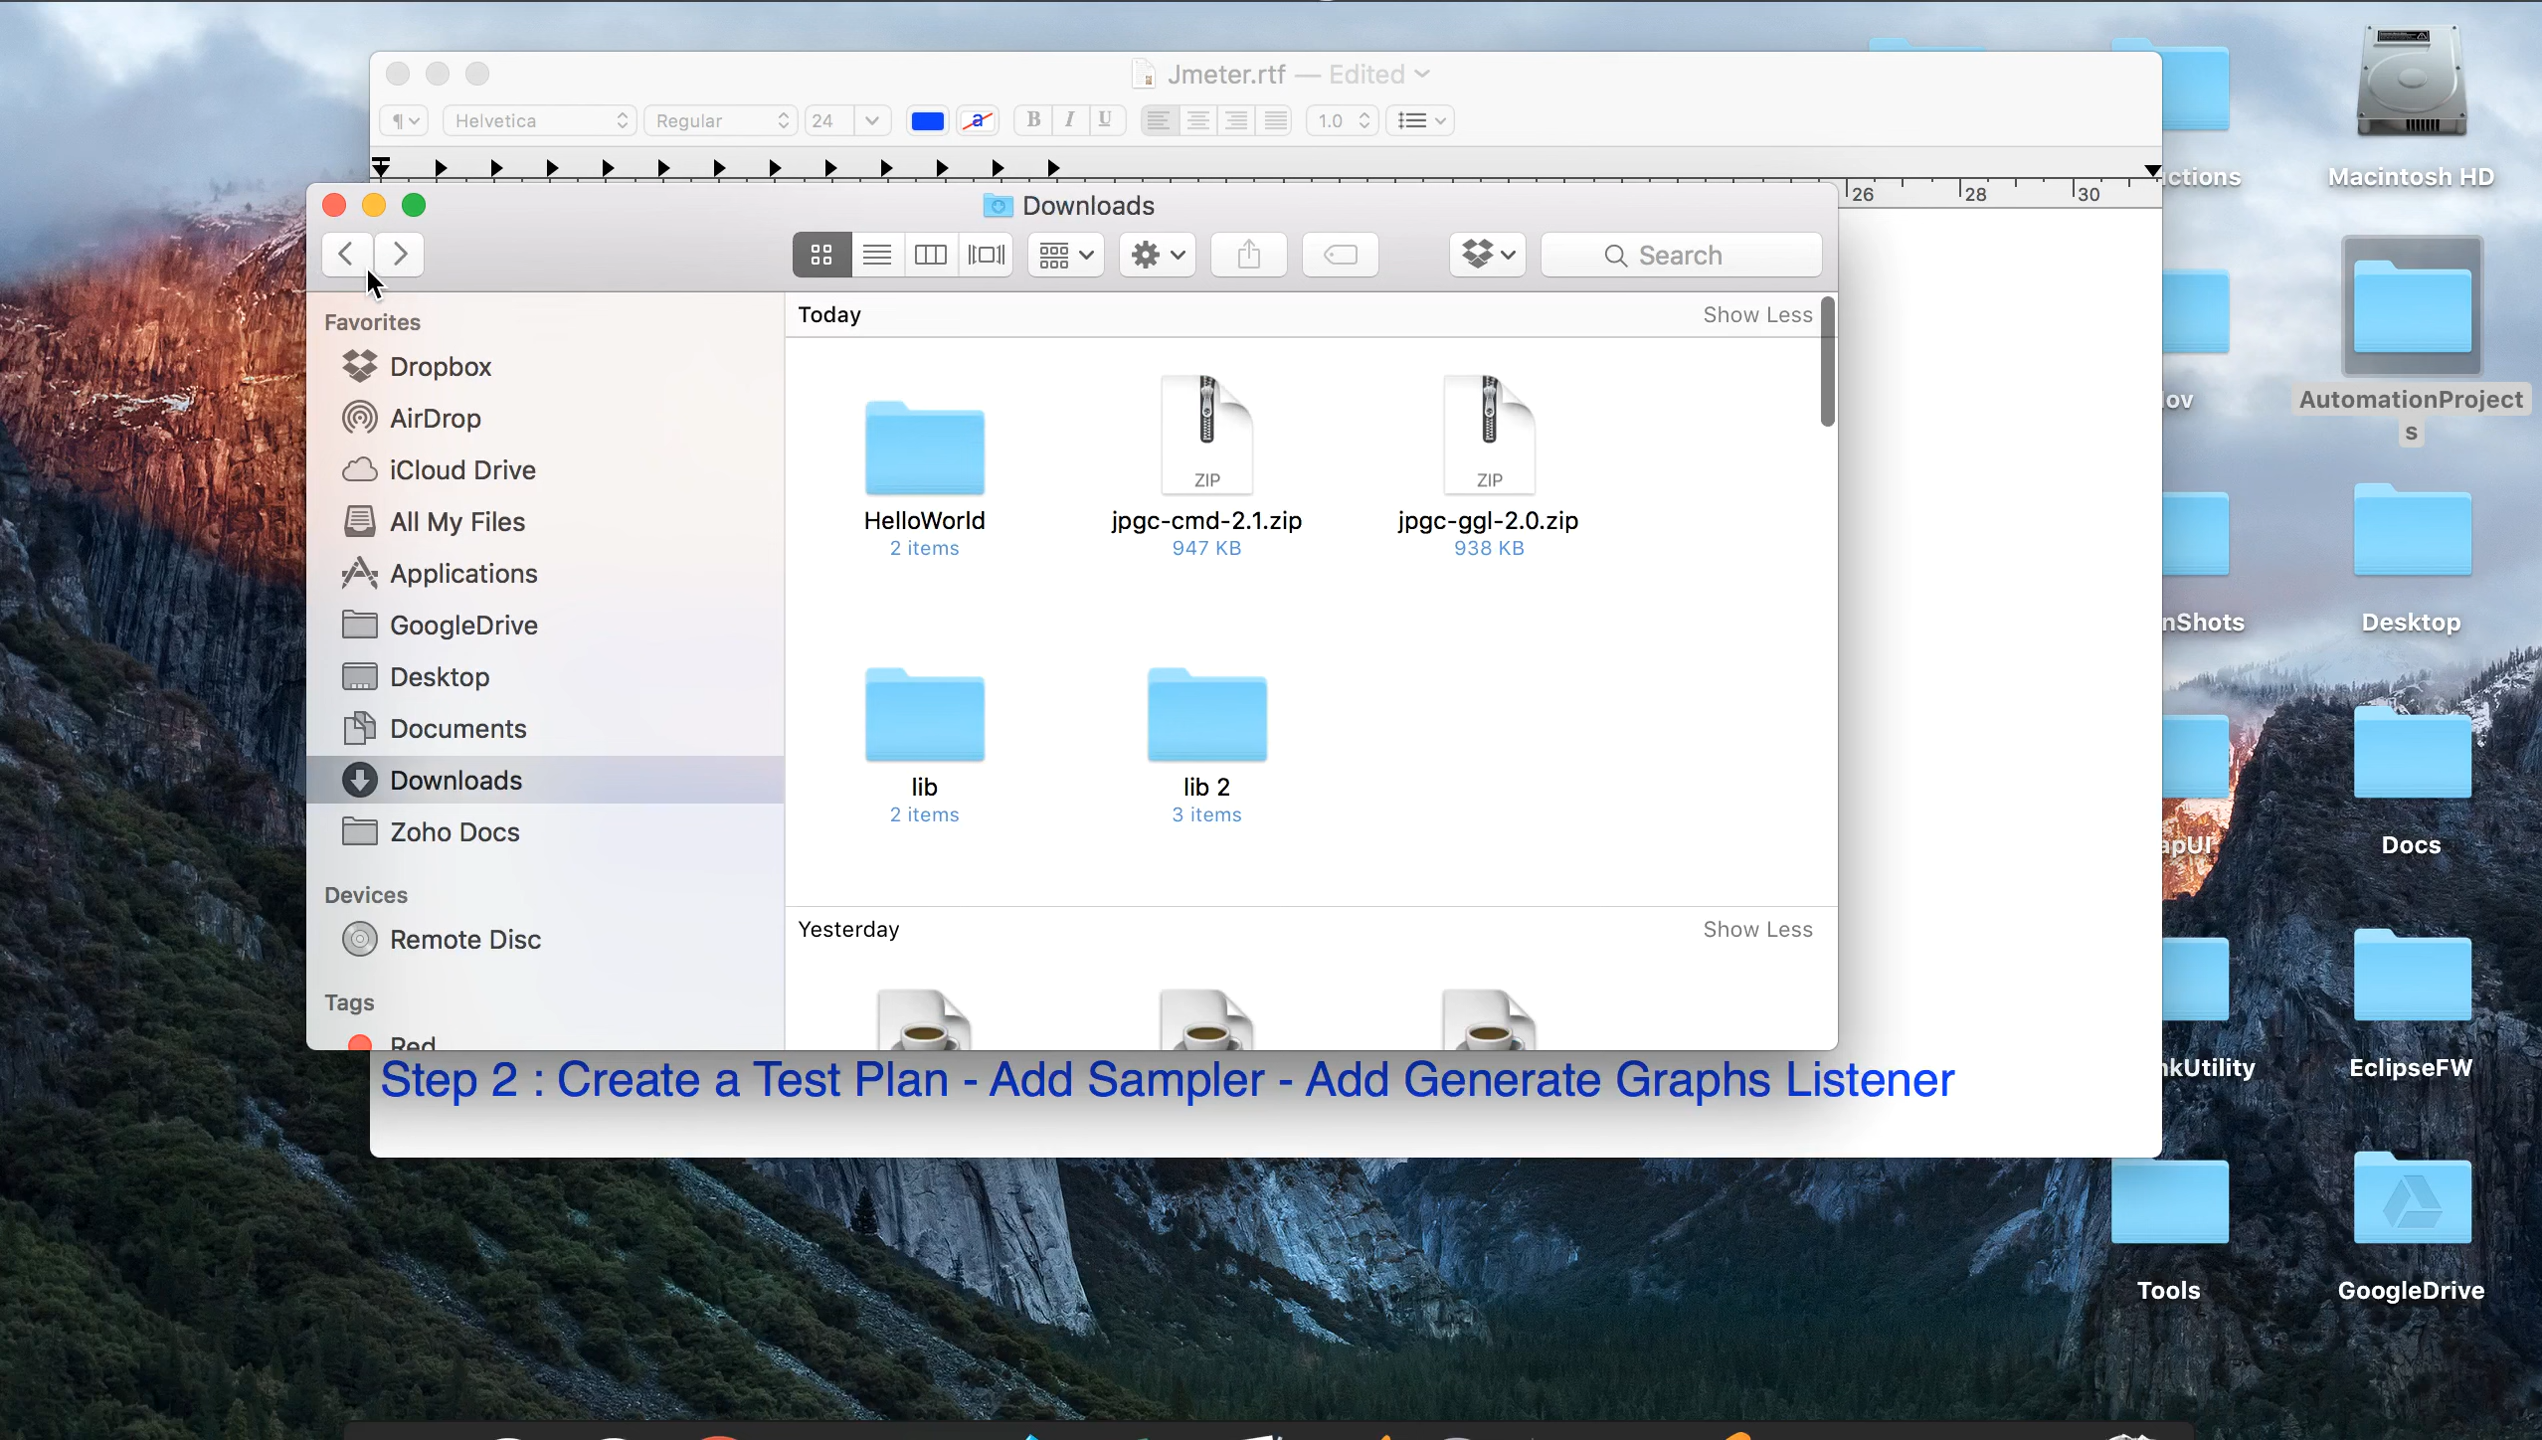 Jmeter.rtf — Edited
Helvetica
Regular
24
a
B I U
1.0
26
28
30
Downloads
Search
Favorites
Dropbox
AirDrop
iCloud Drive
All My Files
Applications
GoogleDrive
Desktop
Documents
Downloads
Zoho Docs
Devices
Remote Disc
Tags
Red
Today
Show Less
ZIP
ZIP
HelloWorld
2 items
jpgc-cmd-2.1.zip
947 KB
jpgc-ggl-2.0.zip
938 KB
lib
2 items
lib 2
3 items
Yesterday
Show Less
Step 2 : Create a Test Plan - Add Sampler - Add Generate Graphs Listener
ctions
Macintosh HD
ov
AutomationProject
s
nShots
Desktop
apUI
Docs
nkUtility
EclipseFW
Tools
GoogleDrive